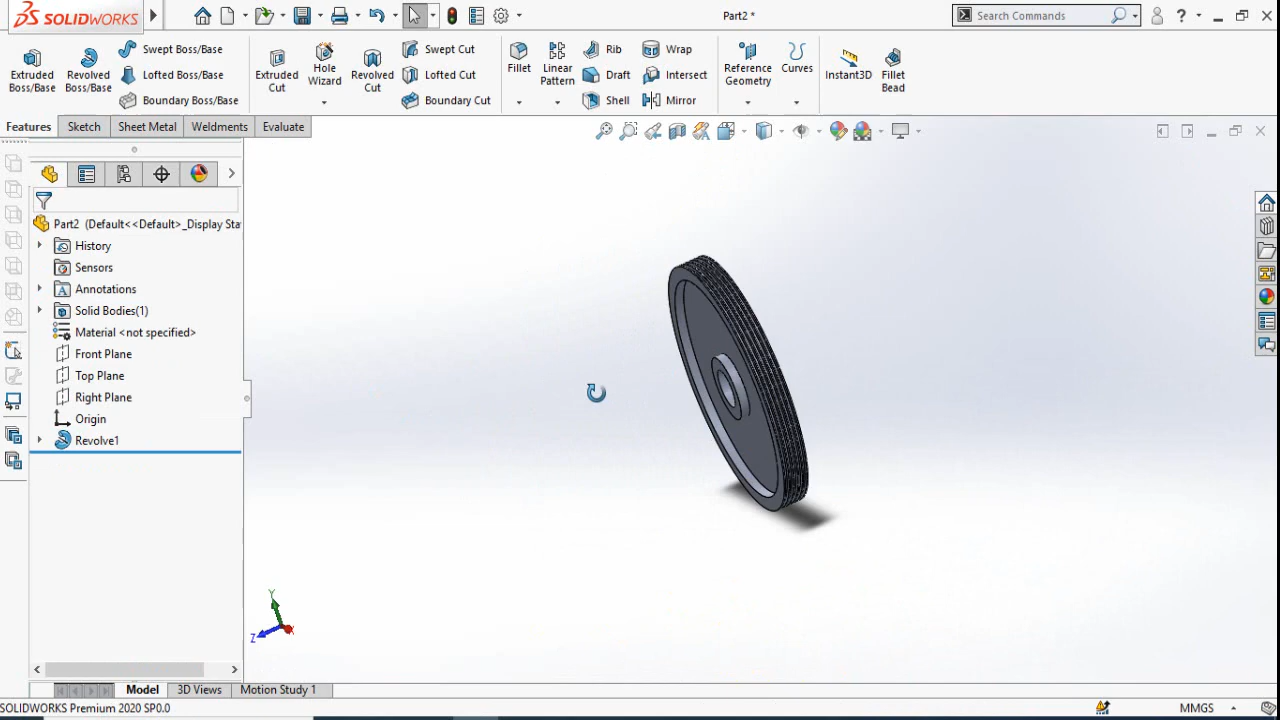 SOLIDWORKS
Part2 *
Search Commands
?
Extruded Boss/Base
Revolved Boss/Base
Swept Boss/Base
Lofted Boss/Base
Boundary Boss/Base
Extruded Cut
Hole Wizard
Revolved Cut
Swept Cut
Lofted Cut
Boundary Cut
Fillet
Linear Pattern
Rib
Draft
Shell
Wrap
Intersect
Mirror
Reference Geometry
Curves
Instant3D
Fillet Bead
Features
Sketch
Sheet Metal
Weldments
Evaluate
Part2 (Default<<Default>_Display Sta
History
Sensors
Annotations
Solid Bodies(1)
Material <not specified>
Front Plane
Top Plane
Right Plane
Origin
Revolve1
Y
Z
X
Model
3D Views
Motion Study 1
SOLIDWORKS Premium 2020 SP0.0
MMGS